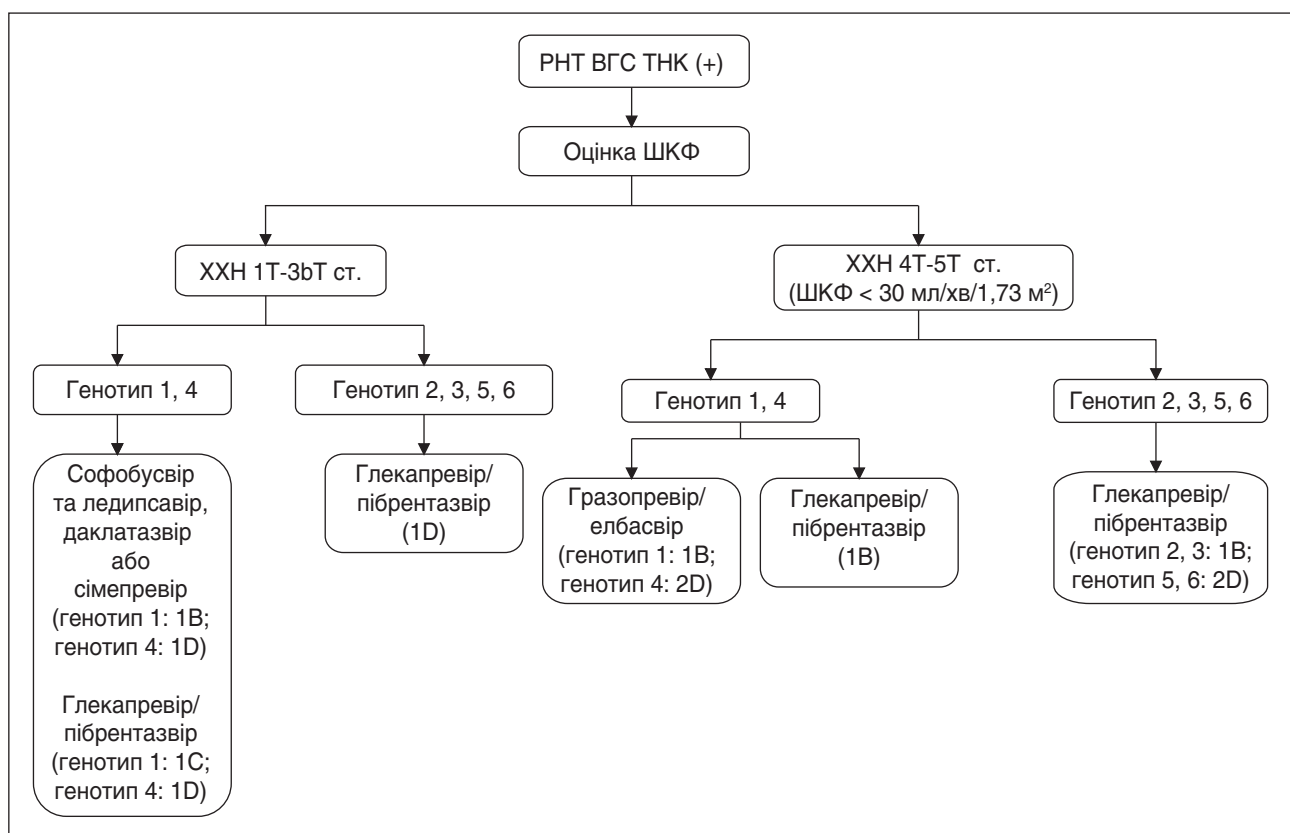 РНТ ВГС ТНК (+)
Оцінка ШКФ
ХХН 1Т-3bТ ст.
ХХН 4Т-5Т ст.
(ШКФ < 30 мл/хв/1,73 м²)
Генотип 1, 4
Генотип 2, 3, 5, 6
Генотип 1, 4
Генотип 2, 3, 5, 6
Софобусвір
та ледипсавір,
даклатазвір
або
сімепревір
(генотип 1: 1B;
генотип 4: 1D)
Глекапревір/
пібрентазвір
(генотип 1: 1C;
генотип 4: 1D)
Глекапревір/
пібрентазвір
(1D)
Гразопревір/
елбасвір
(генотип 1: 1B;
генотип 4: 2D)
Глекапревір/
пібрентазвір
(1B)
Глекапревір/
пібрентазвір
(генотип 2, 3: 1B;
генотип 5, 6: 2D)